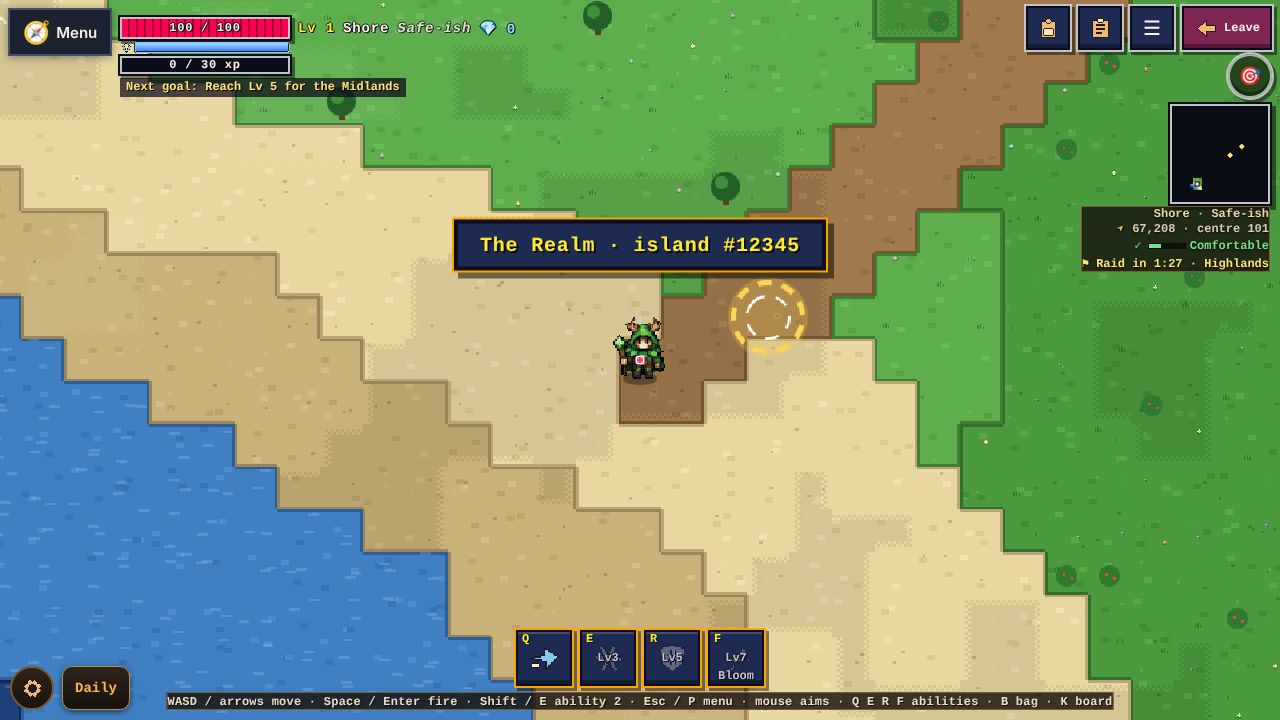 Menu
100 / 100
Lv 1 Shore Safe-ish 0
0 / 30 xp
Next goal: Reach Lv 5 for the Midlands
Leave
Shore · Safe-ish
67,208 · centre 101
Comfortable
Raid in 1:27 · Highlands
The Realm · island #12345
Q
E
Lv3
R
Lv5
F
Lv7
Bloom
Daily
WASD / arrows move · Space / Enter fire · Shift / E ability 2 · Esc / P menu · mouse aims · Q E R F abilities · B bag · K board